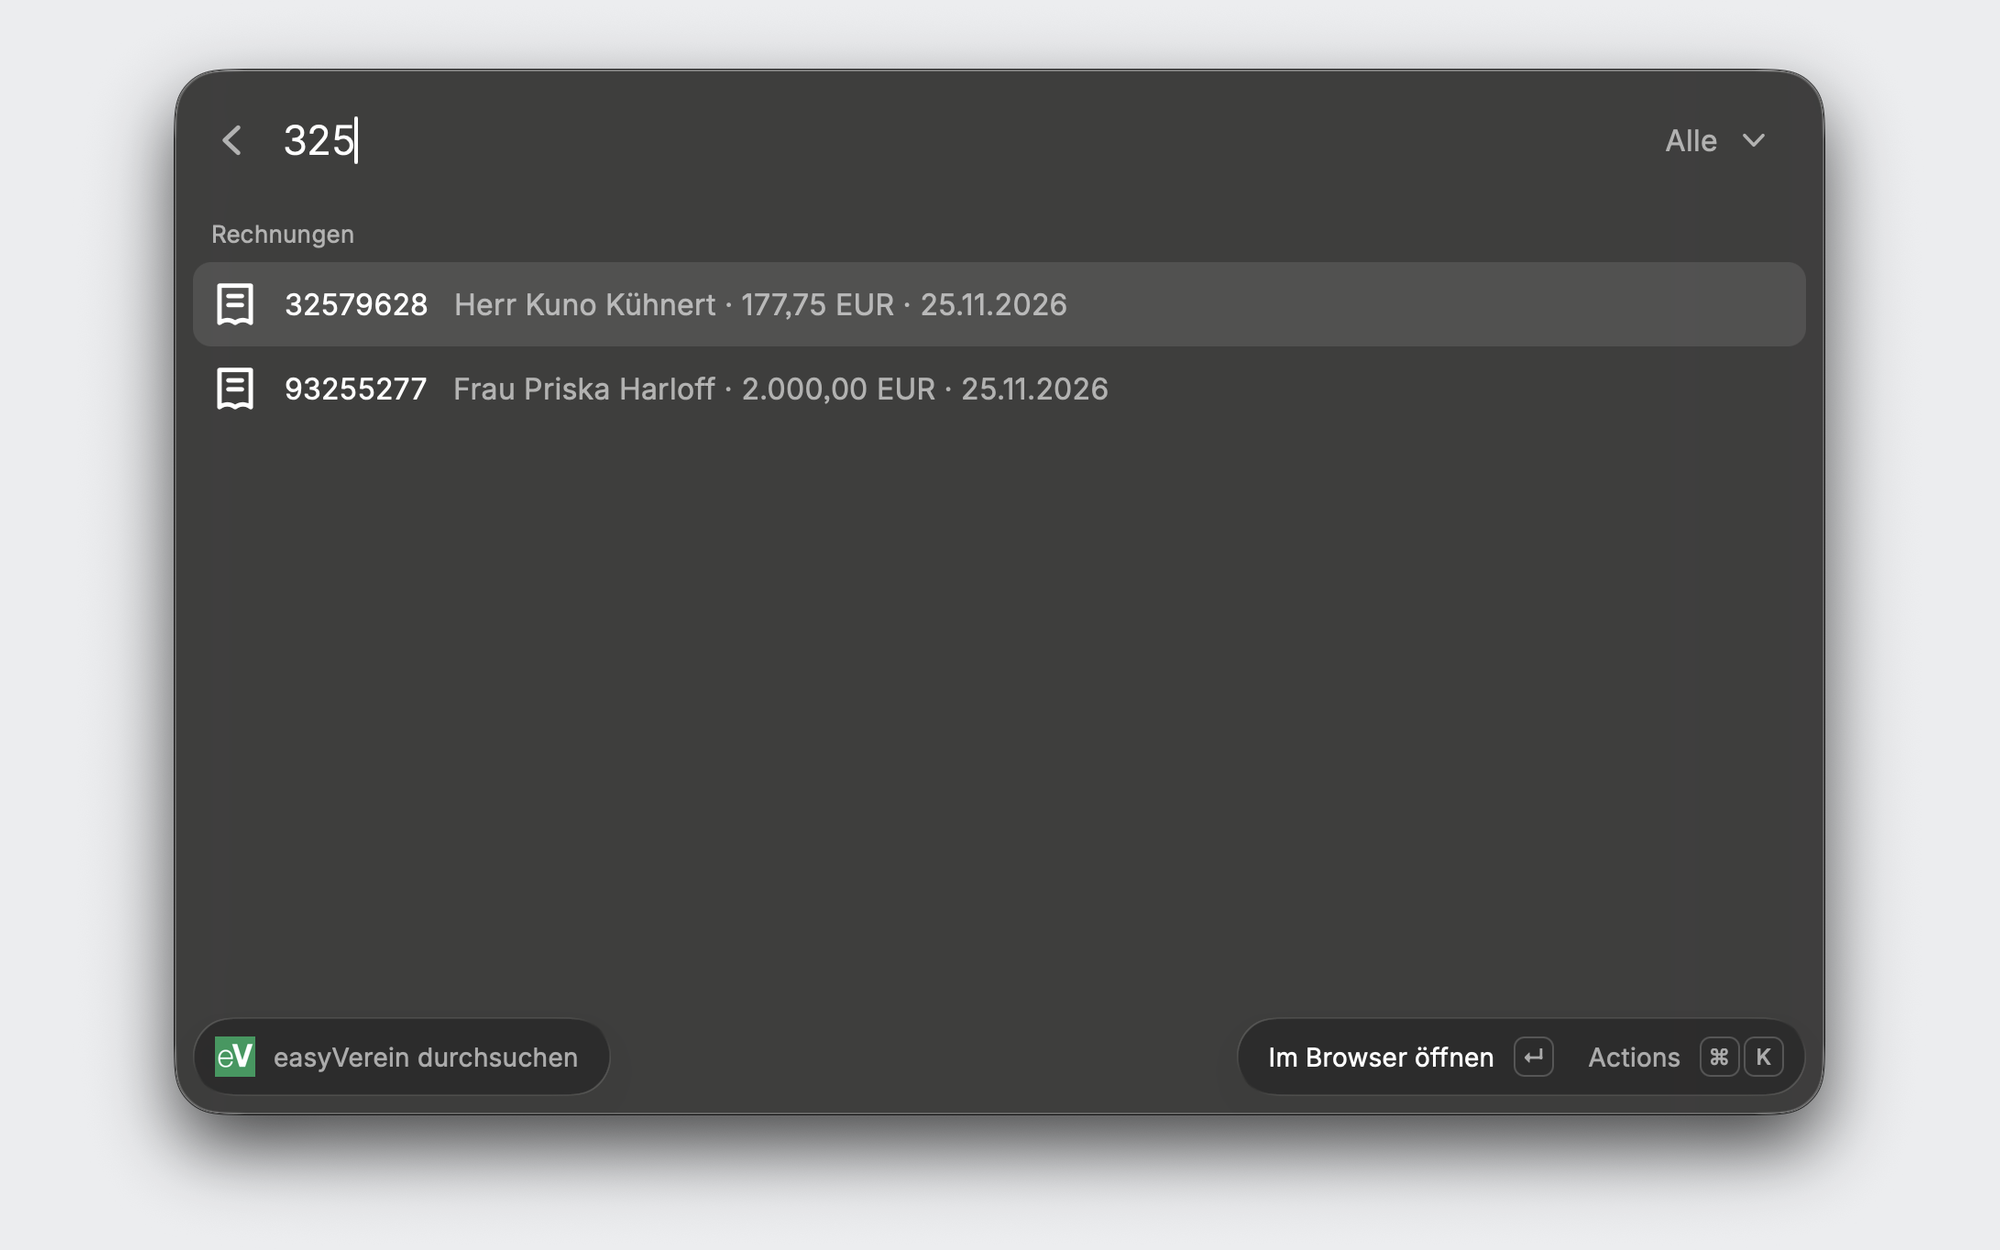 325
Alle
Rechnungen
32579628 Herr Kuno Kühnert · 177,75 EUR · 25.11.2026
93255277 Frau Priska Harloff · 2.000,00 EUR · 25.11.2026
eV easyVerein durchsuchen
Im Browser öffnen ↵ Actions ⌘ K